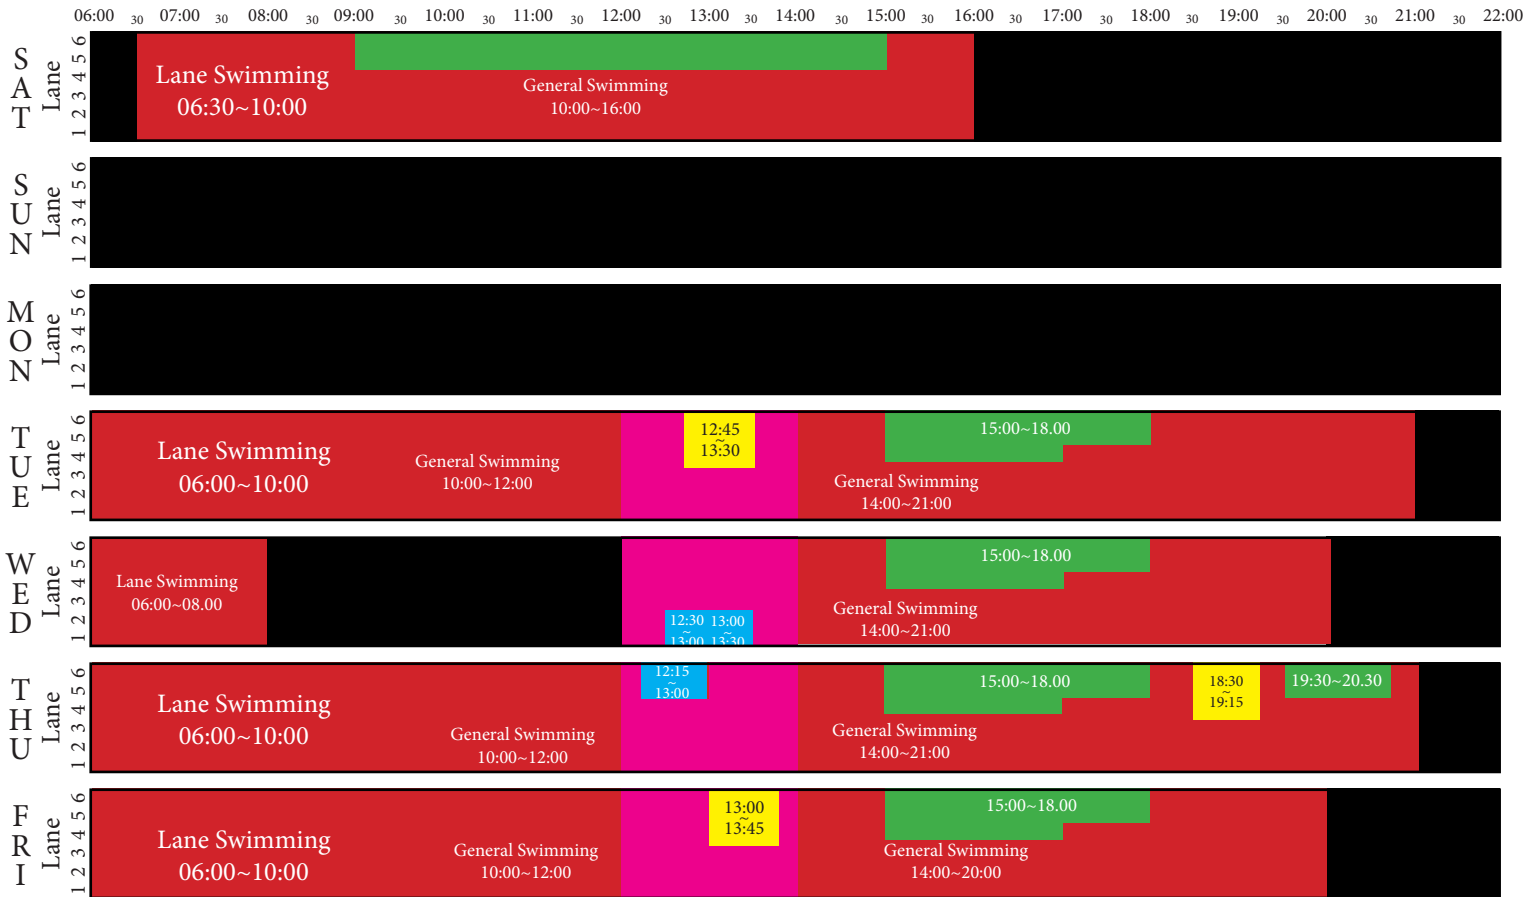 06:00 30 07:00 30 08:00 30 09:00 30 10:00 30 11:00 30 12:00 30 13:00 30 14:00 30 15:00 30 16:00 30 17:00 30 18:00 30 19:00 30 20:00 30 21:00 30 22:00
SAT
Lane
1 2 3 4 5 6
Lane Swimming
06:30~10:00
General Swimming
10:00~16:00
SUN
Lane
1 2 3 4 5 6
MON
Lane
1 2 3 4 5 6
TUE
Lane
1 2 3 4 5 6
Lane Swimming
06:00~10:00
General Swimming
10:00~12:00
12:45
~
13:30
15:00~18.00
General Swimming
14:00~21:00
WED
Lane
1 2 3 4 5 6
Lane Swimming
06:00~08.00
12:30
~
13:00
13:00
~
13:30
15:00~18.00
General Swimming
14:00~21:00
THU
Lane
1 2 3 4 5 6
Lane Swimming
06:00~10:00
General Swimming
10:00~12:00
12:15
~
13:00
15:00~18.00
General Swimming
14:00~21:00
18:30
~
19:15
19:30~20.30
FRI
Lane
1 2 3 4 5 6
Lane Swimming
06:00~10:00
General Swimming
10:00~12:00
13:00
~
13:45
15:00~18.00
General Swimming
14:00~20:00